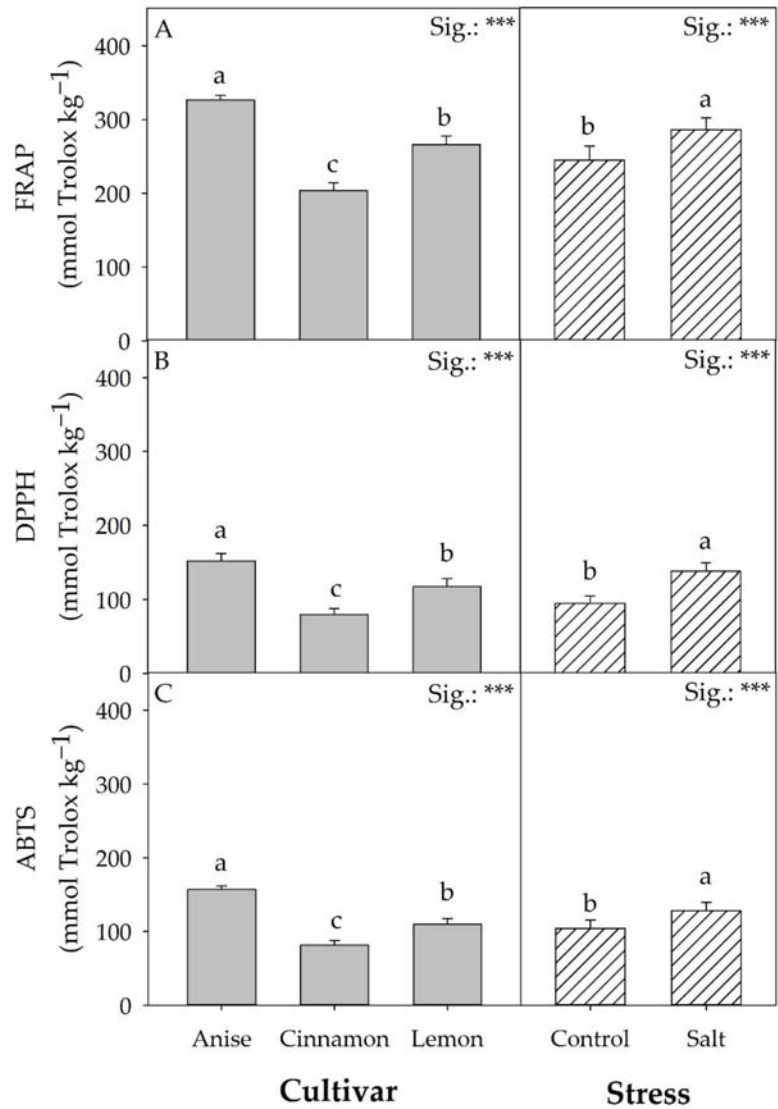 A
Sig.: ***
Sig.: ***
FRAP
(mmol Trolox kg⁻¹)
400
300
200
100
0
a
c
b
b
a
B
Sig.: ***
Sig.: ***
DPPH
(mmol Trolox kg⁻¹)
400
300
200
100
0
a
c
b
b
a
C
Sig.: ***
Sig.: ***
ABTS
(mmol Trolox kg⁻¹)
400
300
200
100
0
a
c
b
b
a
Anise Cinnamon Lemon Control Salt
Cultivar Stress